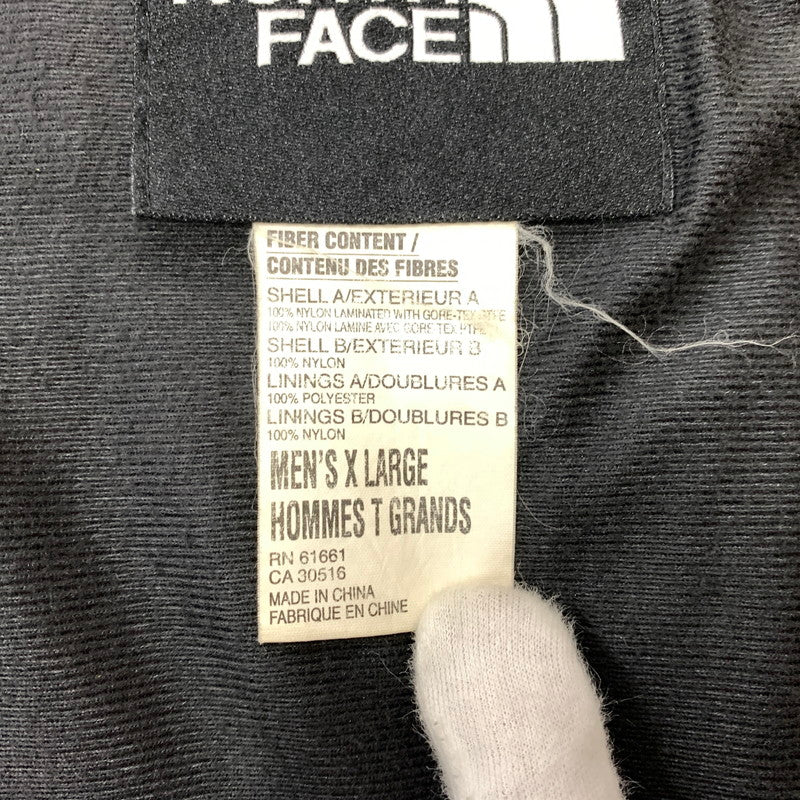 FACE
FIBER CONTENT /
CONTENU DES FIBRES
SHELL A/EXTERIEUR A
100% NYLON LAMINATED WITH GORE-TEX PTFE
100% NYLON LAMINE AVEC GORE-TEX PTFE
SHELL B/EXTERIEUR B
100% NYLON
LININGS A/DOUBLURES A
100% POLYESTER
LININGS B/DOUBLURES B
100% NYLON
MEN'S X LARGE
HOMMES T GRANDS
RN 61661
CA 30516
MADE IN CHINA
FABRIQUE EN CHINE